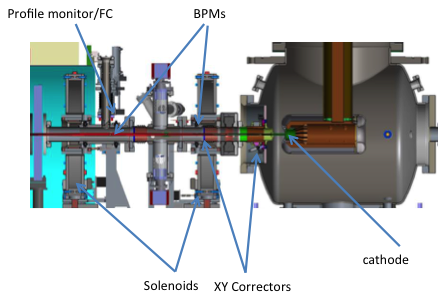 Profile monitor/FC
BPMs
cathode
Solenoids
XY Correctors